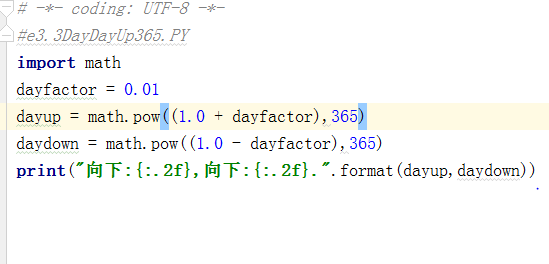 # -*- coding: UTF-8 -*-
#e3.3DayDayUp365.PY
import math
dayfactor = 0.01
dayup = math.pow((1.0 + dayfactor),365)
daydown = math.pow((1.0 - dayfactor),365)
print("向下:{:.2f},向下:{:.2f}.".format(dayup,daydown))